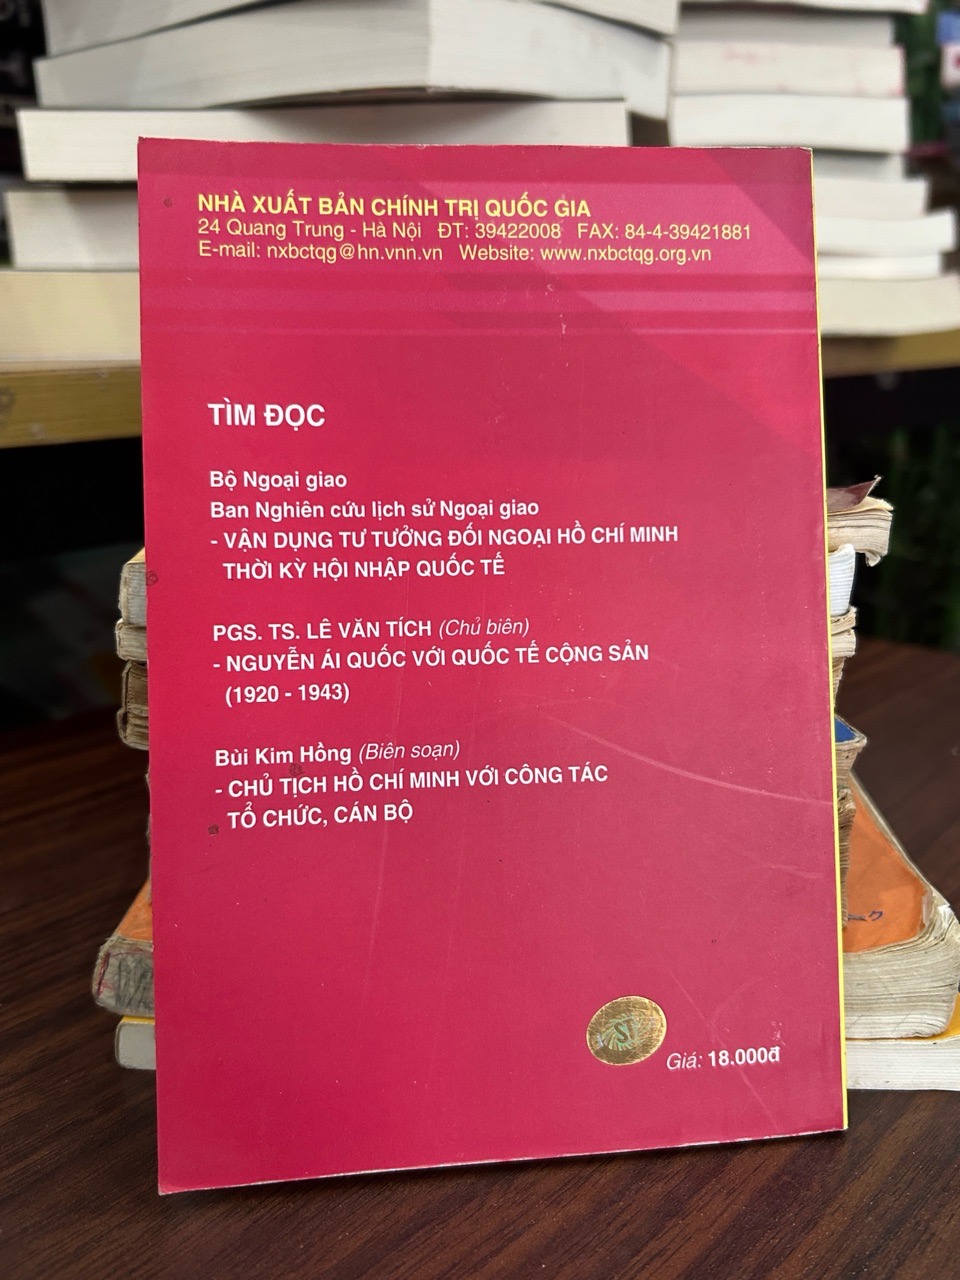 NHÀ XUẤT BẢN CHÍNH TRỊ QUỐC GIA
24 Quang Trung - Hà Nội ĐT: 39422008 FAX: 84-4-39421881
E-mail: nxbctqg@hn.vnn.vn Website: www.nxbctqg.org.vn
TÌM ĐỌC
Bộ Ngoại giao
Ban Nghiên cứu lịch sử Ngoại giao
- VẬN DỤNG TƯ TƯỞNG ĐỐI NGOẠI HỒ CHÍ MINH
THỜI KỲ HỘI NHẬP QUỐC TẾ
PGS. TS. LÊ VĂN TÍCH (Chủ biên)
- NGUYỄN ÁI QUỐC VỚI QUỐC TẾ CỘNG SẢN
(1920 - 1943)
Bùi Kim Hồng (Biên soạn)
- CHỦ TỊCH HỒ CHÍ MINH VỚI CÔNG TÁC
TỔ CHỨC, CÁN BỘ
Giá: 18.000đ